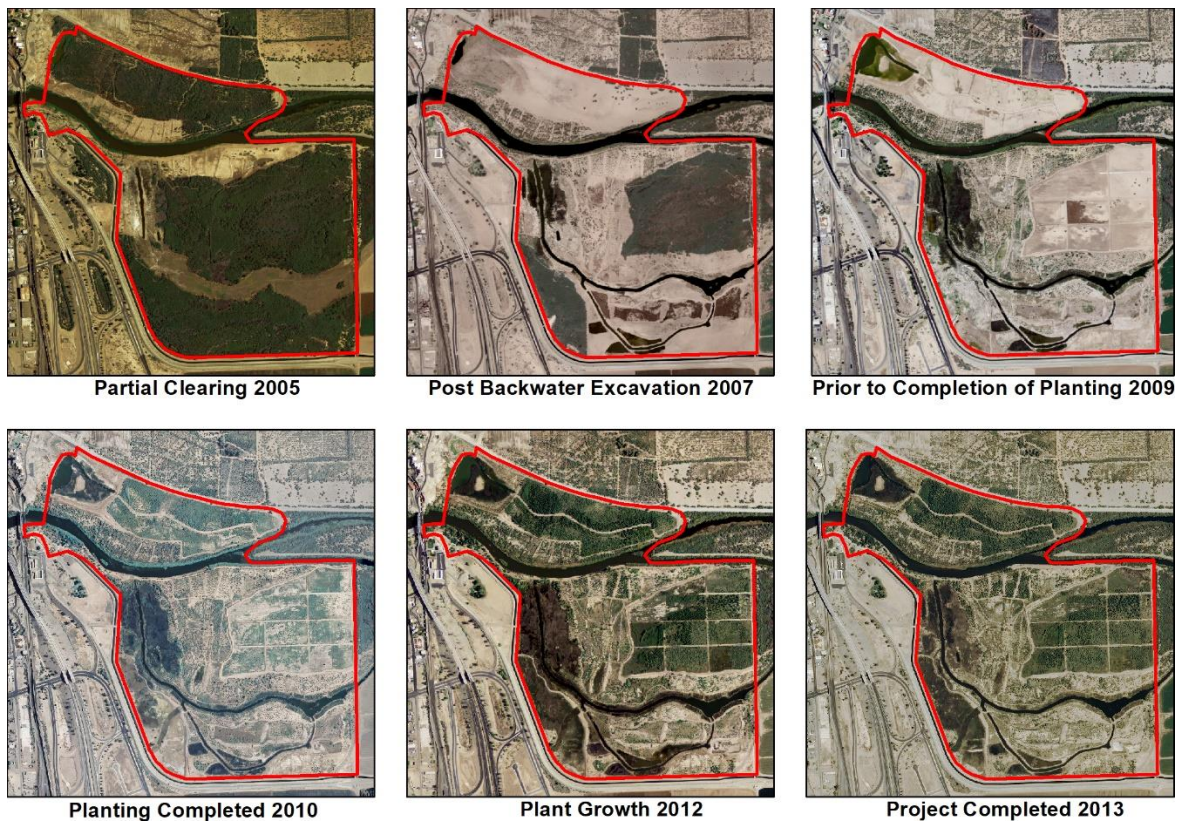 Partial Clearing 2005
Post Backwater Excavation 2007
Prior to Completion of Planting 2009
Planting Completed 2010
Plant Growth 2012
Project Completed 2013